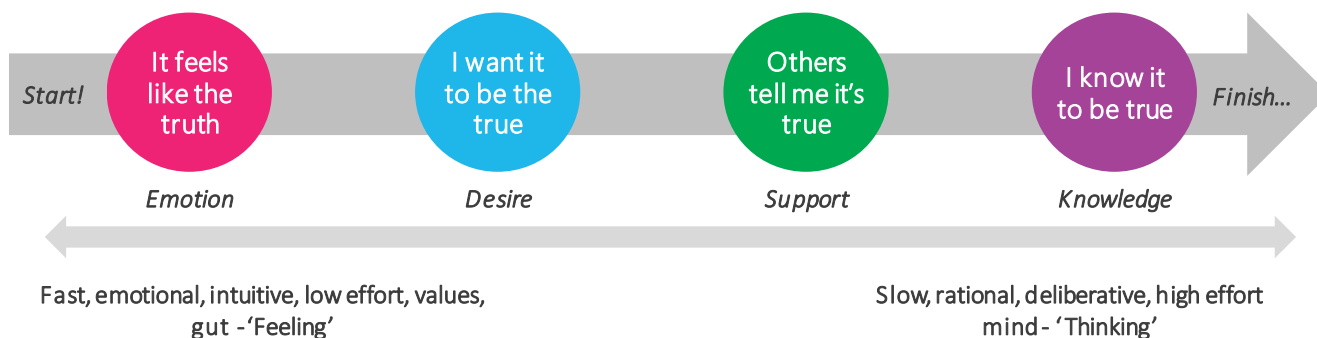 Start!
It feels
like the
truth
I want it
to be the
true
Others
tell me it's
true
I know it
to be true
Finish...
Emotion
Desire
Support
Knowledge
Fast, emotional, intuitive, low effort, values,
gut - ‘Feeling’
Slow, rational, deliberative, high effort
mind - ‘Thinking’